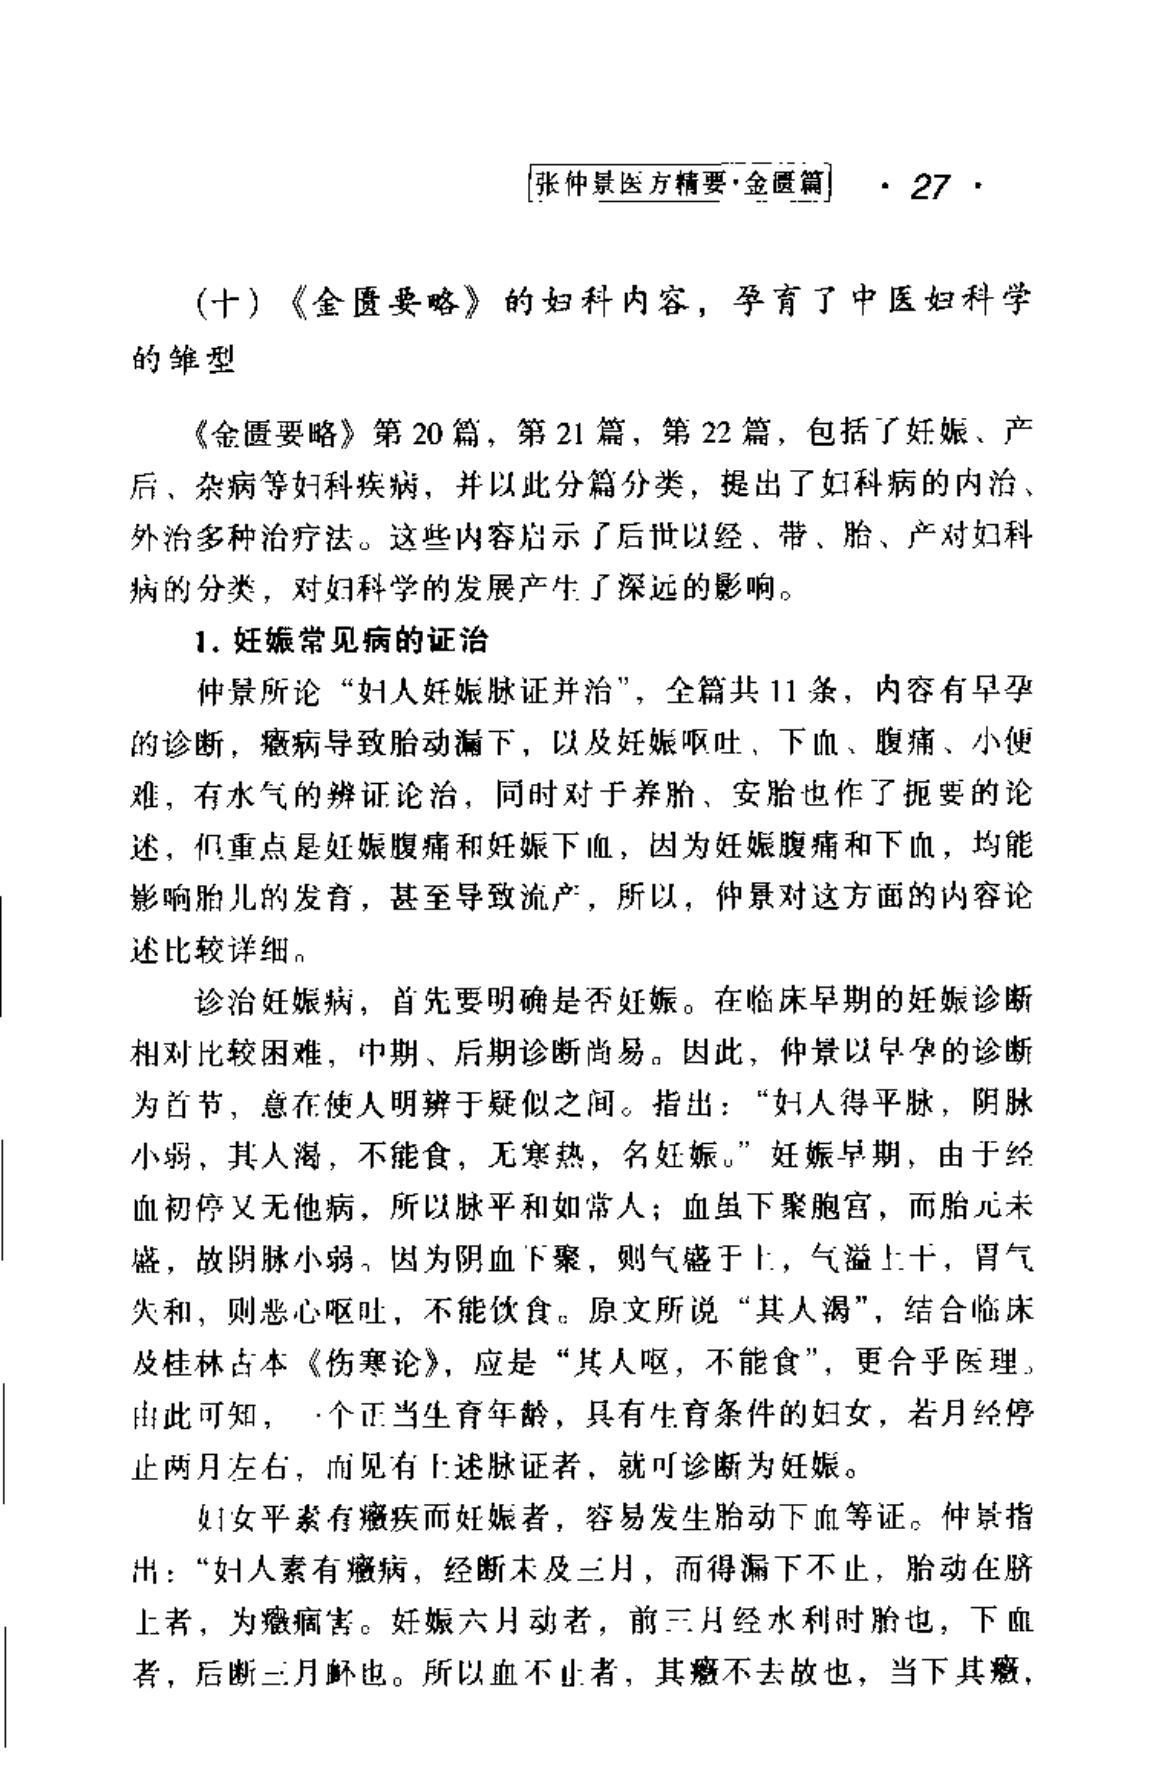 张仲景医方精要·金匮篇 · 27 ·
(十)《金匮要略》的妇科内容，孕育了中医妇科学
的雏型
《金匮要略》第 20 篇，第 21 篇，第 22 篇，包括了妊娠、产
后、杂病等妇科疾病，并以此分篇分类，提出了妇科病的内治、
外治多种治疗法。这些内容启示了后世以经、带、胎、产对妇科
病的分类，对妇科学的发展产生了深远的影响。
1. 妊娠常见病的证治
仲景所论“妇人妊娠脉证并治”，全篇共 11 条，内容有早孕
的诊断，癥病导致胎动漏下，以及妊娠呕吐、下血、腹痛、小便
难，有水气的辨证论治，同时对于养胎、安胎也作了扼要的论
述，但重点是妊娠腹痛和妊娠下血，因为妊娠腹痛和下血，均能
影响胎儿的发育，甚至导致流产，所以，仲景对这方面的内容论
述比较详细。
诊治妊娠病，首先要明确是否妊娠。在临床早期的妊娠诊断
相对比较困难，中期、后期诊断尚易。因此，仲景以早孕的诊断
为首节，意在使人明辨于疑似之间。指出：“妇人得平脉，阴脉
小弱，其人渴，不能食，无寒热，名妊娠。”妊娠早期，由于经
血初停又无他病，所以脉平和如常人；血虽下聚胞宫，而胎元未
盛，故阴脉小弱。因为阴血下聚，则气盛于上，气溢上干，胃气
失和，则恶心呕吐，不能饮食。原文所说“其人渴”，结合临床
及桂林古本《伤寒论》，应是“其人呕，不能食”，更合乎医理。
由此可知，一个正当生育年龄，具有生育条件的妇女，若月经停
止两月左右，而见有上述脉证者，就可诊断为妊娠。
妇女平素有癥疾而妊娠者，容易发生胎动下血等证。仲景指
出：“妇人素有癥病，经断未及三月，而得漏下不止，胎动在脐
上者，为癥痼害。妊娠六月动者，前三月经水利时胎也，下血
者，后断三月衃也。所以血不止者，其癥不去故也，当下其癥，